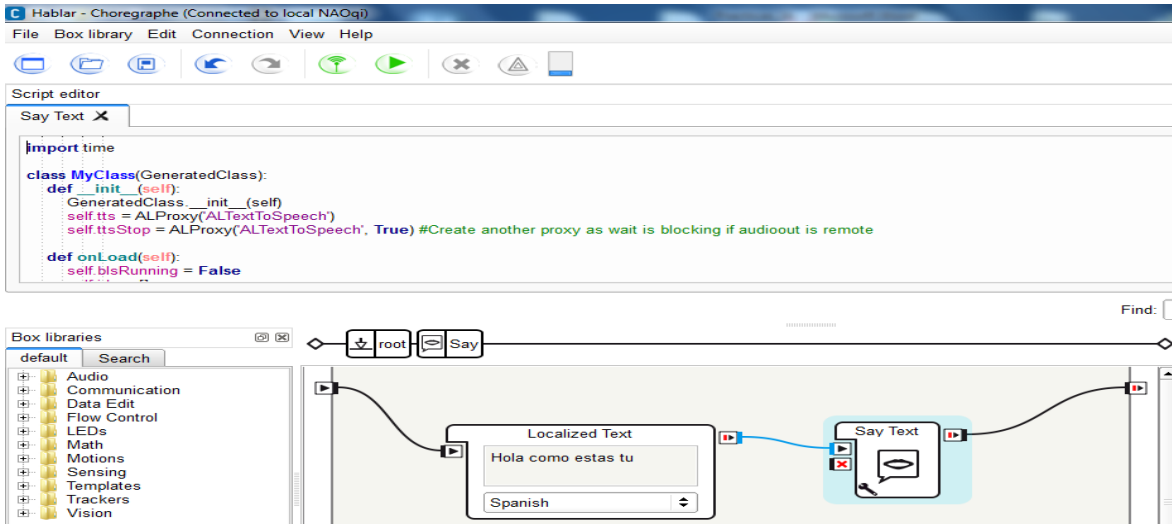 Hablar - Choregraphe (Connected to local NAOqi)
File Box library Edit Connection View Help
Script editor
Say Text
import time
class MyClass(GeneratedClass):
def __init__(self):
GeneratedClass.__init__(self)
self.tts = ALProxy('ALTextToSpeech')
self.ttsStop = ALProxy('ALTextToSpeech', True) #Create another proxy as wait is blocking if audioout is remote
def onLoad(self):
self.bIsRunning = False
Find:
Box libraries
root Say
default Search
Audio
Communication
Data Edit
Flow Control
LEDs
Math
Motions
Sensing
Templates
Trackers
Vision
Localized Text
Hola como estas tu
Spanish
Say Text